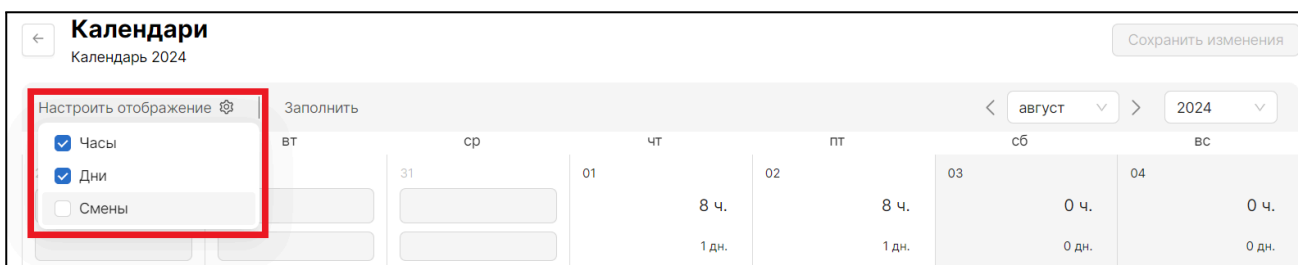 Календари
Календарь 2024
Сохранить изменения
Настроить отображение Заполнить август 2024
Часы вт ср чт пт сб вс
Дни 31 01 02 03 04
Смены 8 ч. 8 ч. 0 ч. 0 ч.
1 дн. 1 дн. 0 дн. 0 дн.